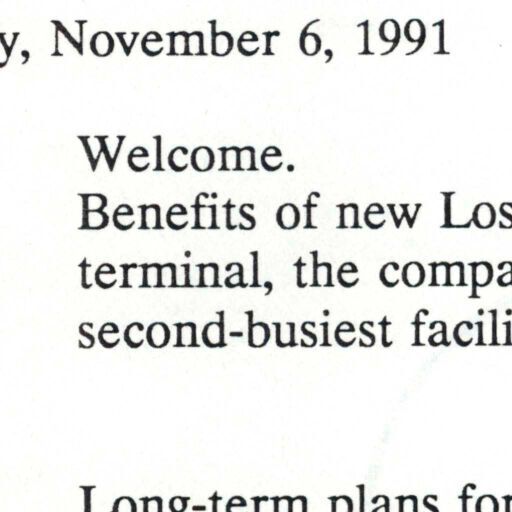 y, November 6, 1991
Welcome.
Benefits of new Los
terminal, the compa
second-busiest facili
Long-term plans for